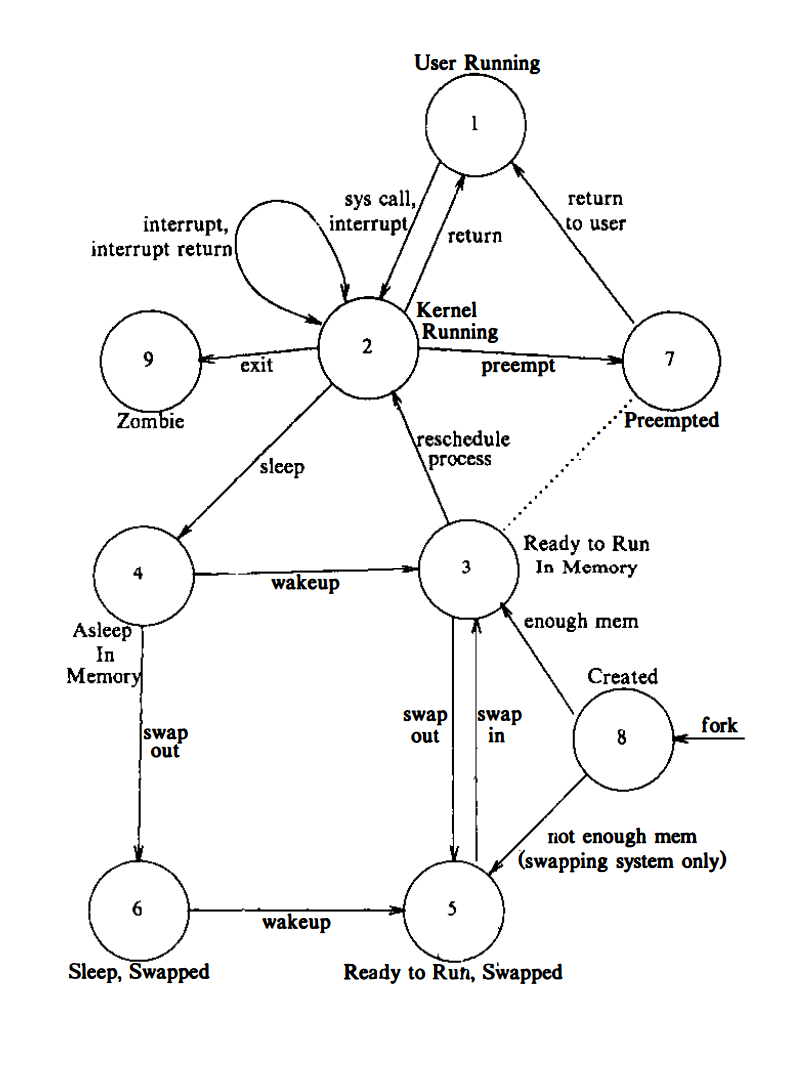 User Running
1
sys call,
interrupt
return
return
to user
interrupt,
interrupt return
Kernel
Running
2
9
exit
Zombie
preempt
7
Preempted
sleep
reschedule
process
4
wakeup
3
Ready to Run
In Memory
Asleep
In
Memory
enough mem
Created
8
fork
swap
out
swap
out
swap
in
not enough mem
(swapping system only)
6
wakeup
5
Sleep, Swapped
Ready to Run, Swapped